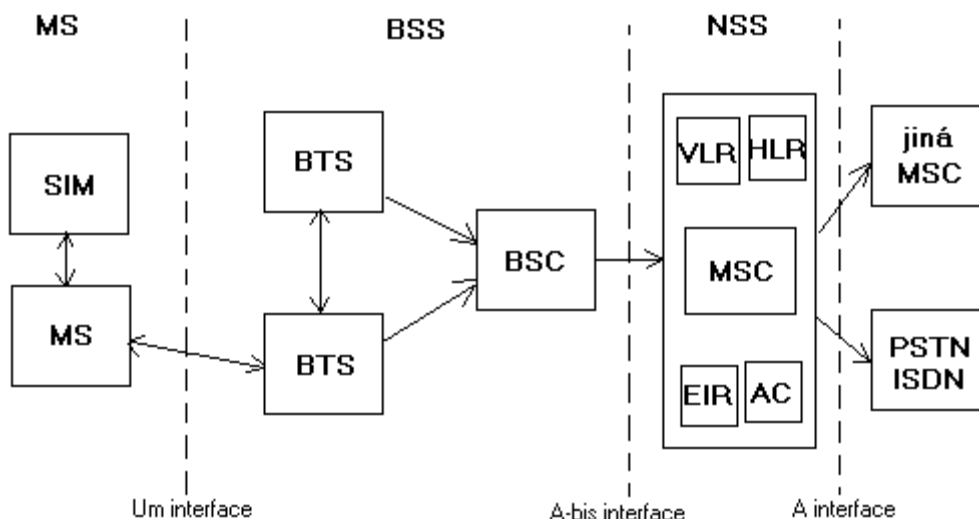 MS
BSS
NSS
SIM
MS
BTS
BTS
BSC
VLR
HLR
MSC
EIR
AC
jiná
MSC
PSTN
ISDN
Um interface
A-bis interface
A interface